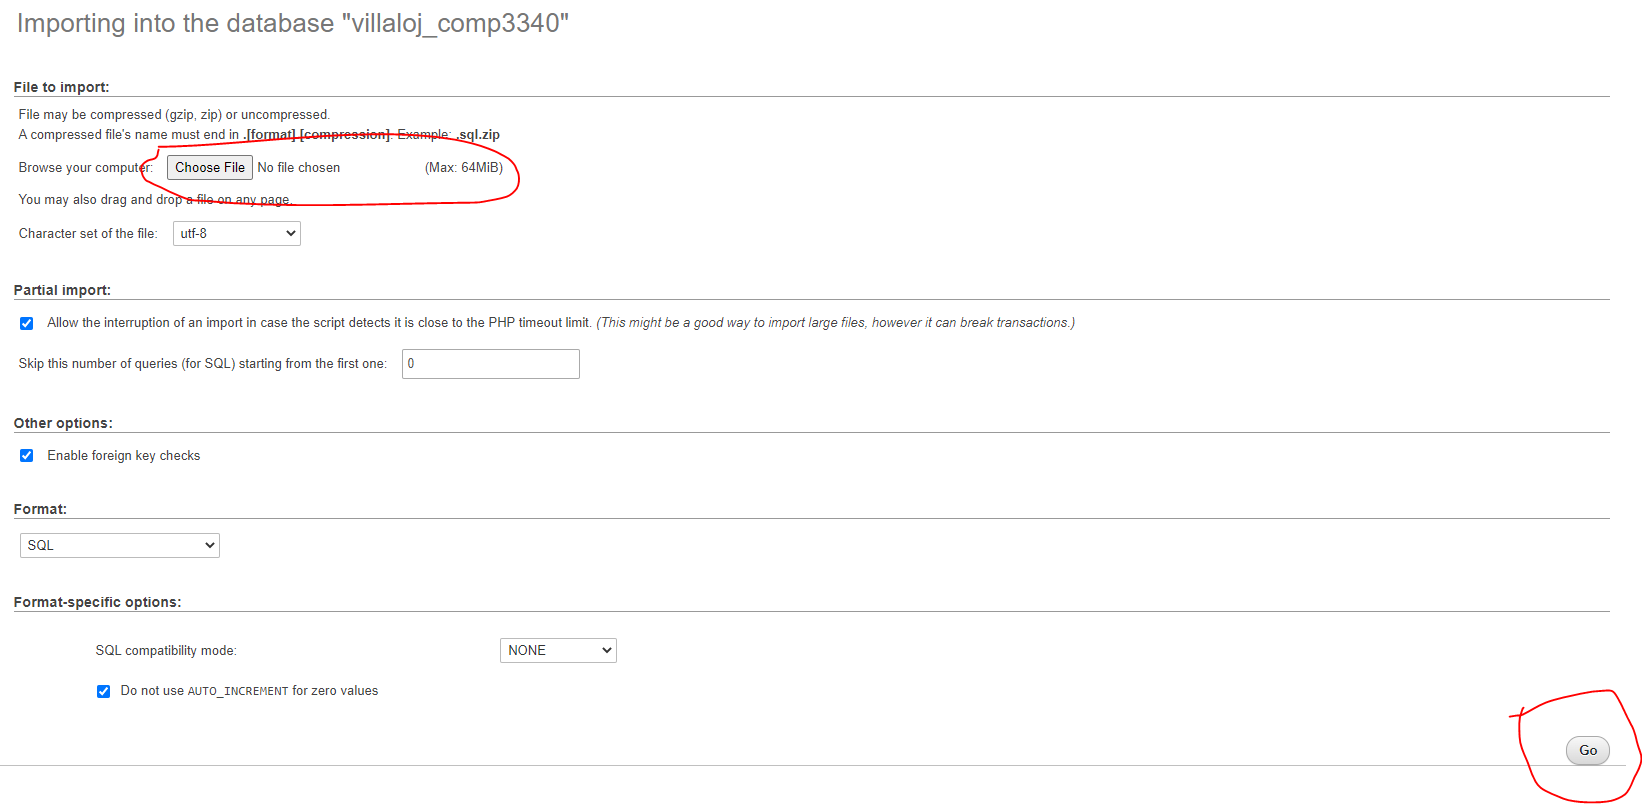 Importing into the database "villaloj_comp3340"
File to import:
File may be compressed (gzip, zip) or uncompressed.
A compressed file's name must end in .[format].[compression]. Example: .sql.zip
Browse your computer: Choose File No file chosen (Max: 64MiB)
You may also drag and drop a file on any page.
Character set of the file: utf-8
Partial import:
Allow the interruption of an import in case the script detects it is close to the PHP timeout limit. (This might be a good way to import large files, however it can break transactions.)
Skip this number of queries (for SQL) starting from the first one: 0
Other options:
Enable foreign key checks
Format:
SQL
Format-specific options:
SQL compatibility mode: NONE
Do not use AUTO_INCREMENT for zero values
Go